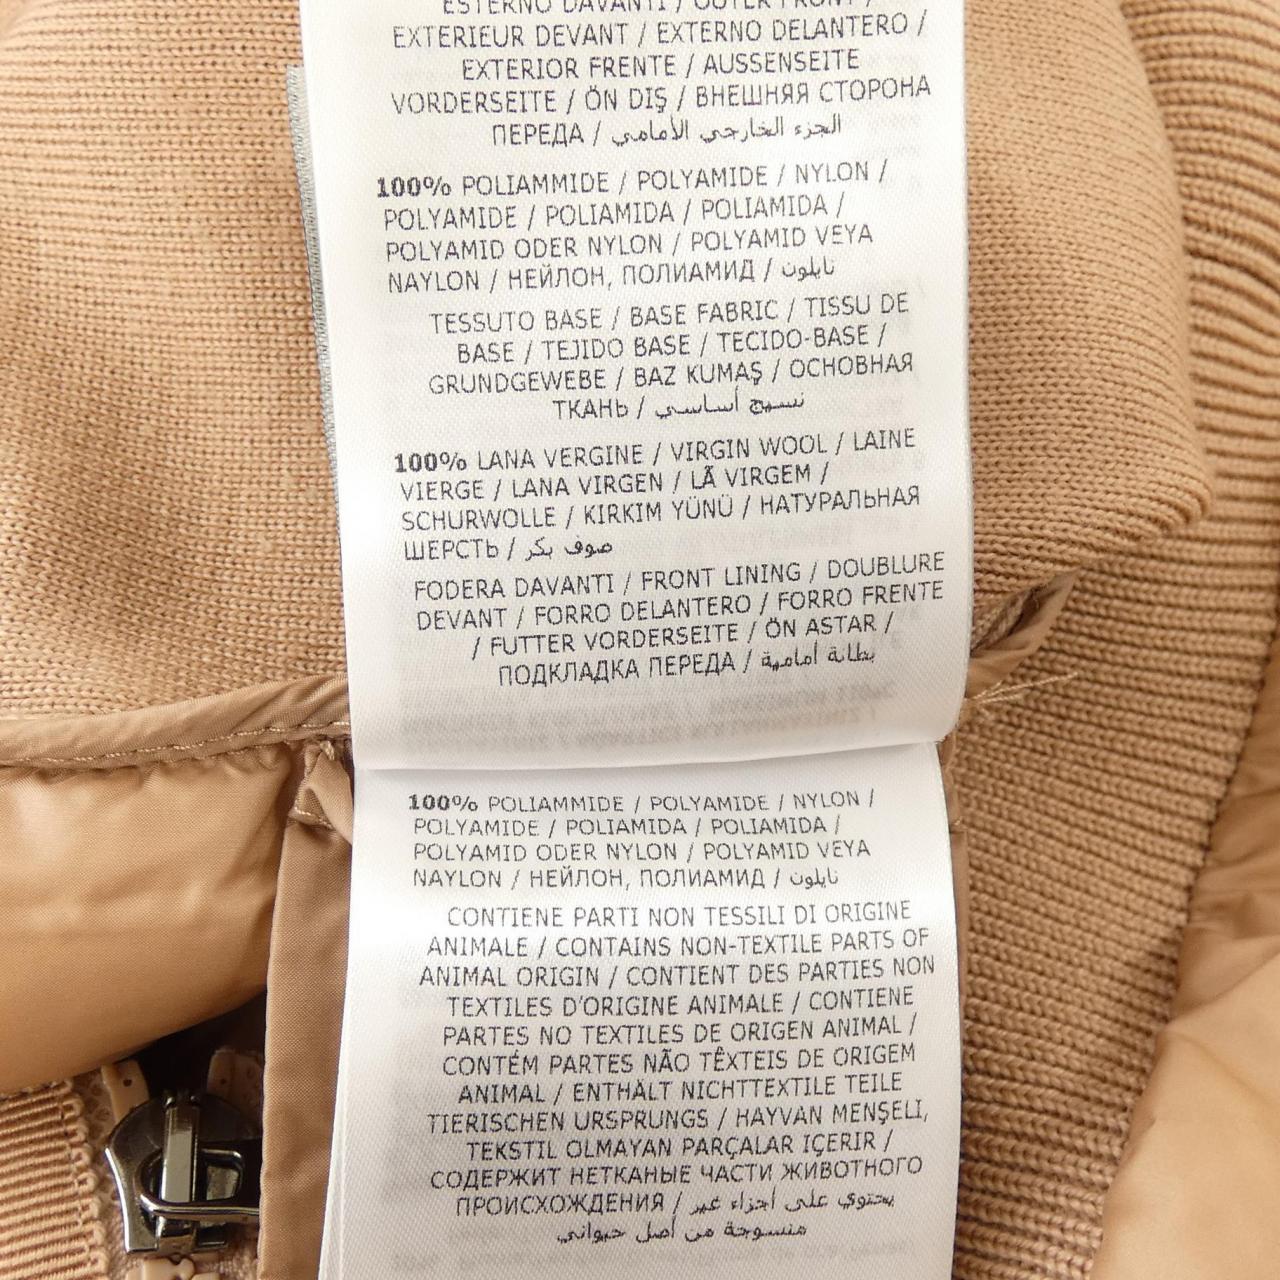 ESTERNO DAVANTI / OUTER FRONT /
EXTERIEUR DEVANT / EXTERNO DELANTERO /
EXTERIOR FRENTE / AUSSENSEITE
VORDERSEITE / ÖN DIŞ / ВНЕШНЯЯ СТОРОНА
ПЕРЕДА / الجزء الخارجي الأمامي
100% POLIAMMIDE / POLYAMIDE / NYLON /
POLYAMIDE / POLIAMIDA / POLIAMIDA /
POLYAMID ODER NYLON / POLYAMID VEYA
NAYLON / НЕЙЛОН, ПОЛИАМИД / نايلون
TESSUTO BASE / BASE FABRIC / TISSU DE
BASE / TEJIDO BASE / TECIDO-BASE /
GRUNDGEWEBE / BAZ KUMAŞ / ОСНОВНАЯ
ТКАНЬ / نسيج أساسي
100% LANA VERGINE / VIRGIN WOOL / LAINE
VIERGE / LANA VIRGEN / LÃ VIRGEM /
SCHURWOLLE / KIRKIM YÜNÜ / НАТУРАЛЬНАЯ
ШЕРСТЬ / صوف بكر
FODERA DAVANTI / FRONT LINING / DOUBLURE
DEVANT / FORRO DELANTERO / FORRO FRENTE
/ FUTTER VORDERSEITE / ÖN ASTAR /
ПОДКЛАДКА ПЕРЕДА / بطانة أمامية
100% POLIAMMIDE / POLYAMIDE / NYLON /
POLYAMIDE / POLIAMIDA / POLIAMIDA /
POLYAMID ODER NYLON / POLYAMID VEYA
NAYLON / НЕЙЛОН, ПОЛИАМИД / نايلون
CONTIENE PARTI NON TESSILI DI ORIGINE
ANIMALE / CONTAINS NON-TEXTILE PARTS OF
ANIMAL ORIGIN / CONTIENT DES PARTIES NON
TEXTILES D'ORIGINE ANIMALE / CONTIENE
PARTES NO TEXTILES DE ORIGEN ANIMAL /
CONTÉM PARTES NÃO TÊXTEIS DE ORIGEM
ANIMAL / ENTHÄLT NICHTTEXTILE TEILE
TIERISCHEN URSPRUNGS / HAYVAN MENŞELI,
TEKSTIL OLMAYAN PARÇALAR IÇERIR /
СОДЕРЖИТ НЕТКАНЫЕ ЧАСТИ ЖИВОТНОГО
ПРОИСХОЖДЕНИЯ / يحتوي على أجزاء غير
منسوجة من أصل حيواني